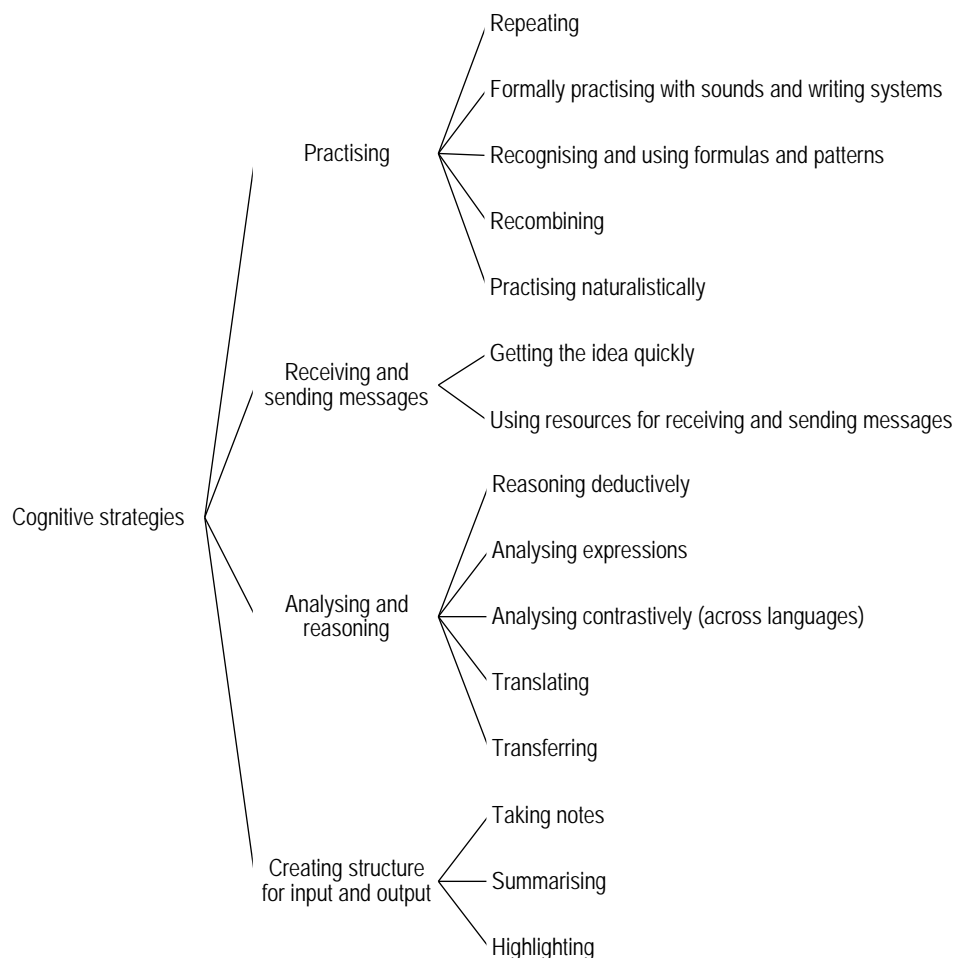 Cognitive strategies
Practising
Repeating
Formally practising with sounds and writing systems
Recognising and using formulas and patterns
Recombining
Practising naturalistically
Receiving and
sending messages
Getting the idea quickly
Using resources for receiving and sending messages
Analysing and
reasoning
Reasoning deductively
Analysing expressions
Analysing contrastively (across languages)
Translating
Transferring
Creating structure
for input and output
Taking notes
Summarising
Highlighting